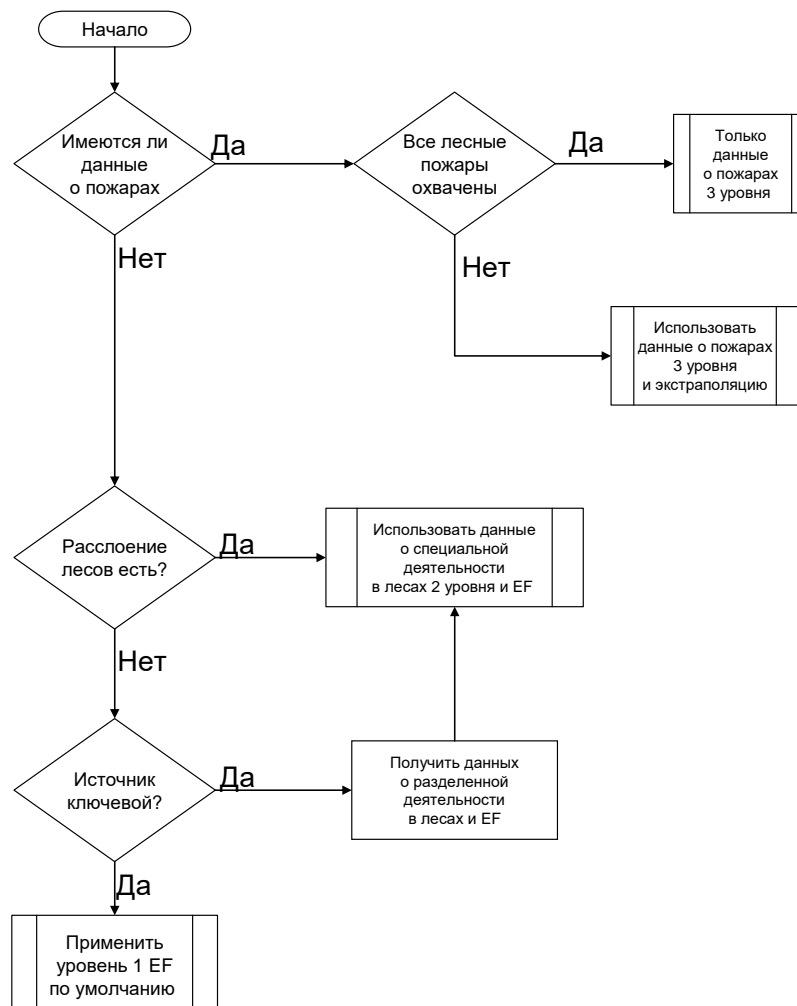 Начало
Имеются ли
данные
о пожарах
Да
Все лесные
пожары
охвачены
Да
Только
данные
о пожарах
3 уровня
Нет
Нет
Использовать
данные о пожарах
3 уровня
и экстраполяцию
Расслоение
лесов есть?
Да
Использовать данные
о специальной
деятельности
в лесах 2 уровня и EF
Нет
Источник
ключевой?
Да
Получить данных
о разделенной
деятельности
в лесах и EF
Да
Применить
уровень 1 EF
по умолчанию